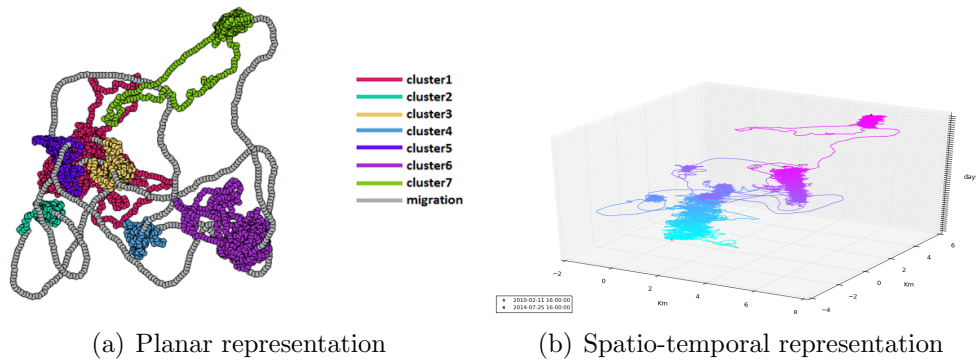 cluster1
cluster2
cluster3
cluster4
cluster5
cluster6
cluster7
migration
days
6
4
2
0
−2
−4
−2
0
2
4
6
8
Km
Km
2010-02-11 16:00:00
2014-07-25 16:00:00
(a) Planar representation
(b) Spatio-temporal representation